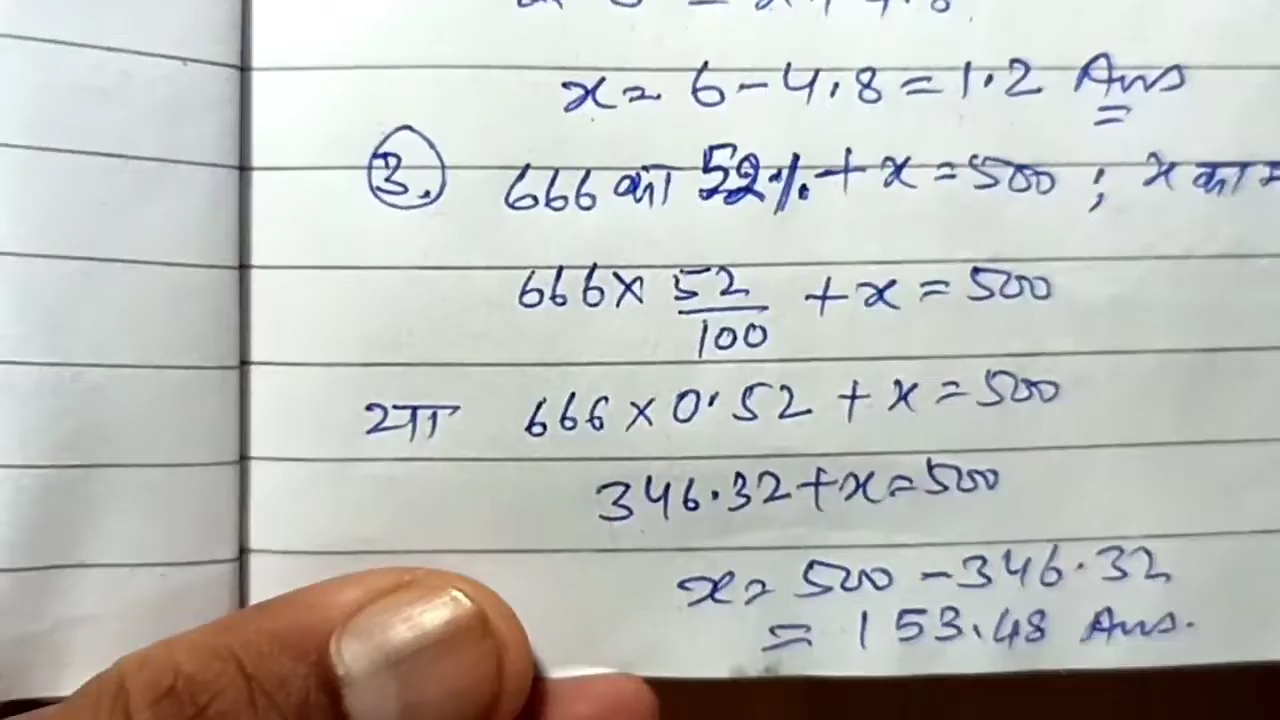 x = 6 - 4.8 = 1.2 Ans
3. 666 का 52% + x = 500 ; x का
666 × 52/100 + x = 500
या 666 × 0.52 + x = 500
346.32 + x = 500
x = 500 - 346.32
= 153.48 Ans.